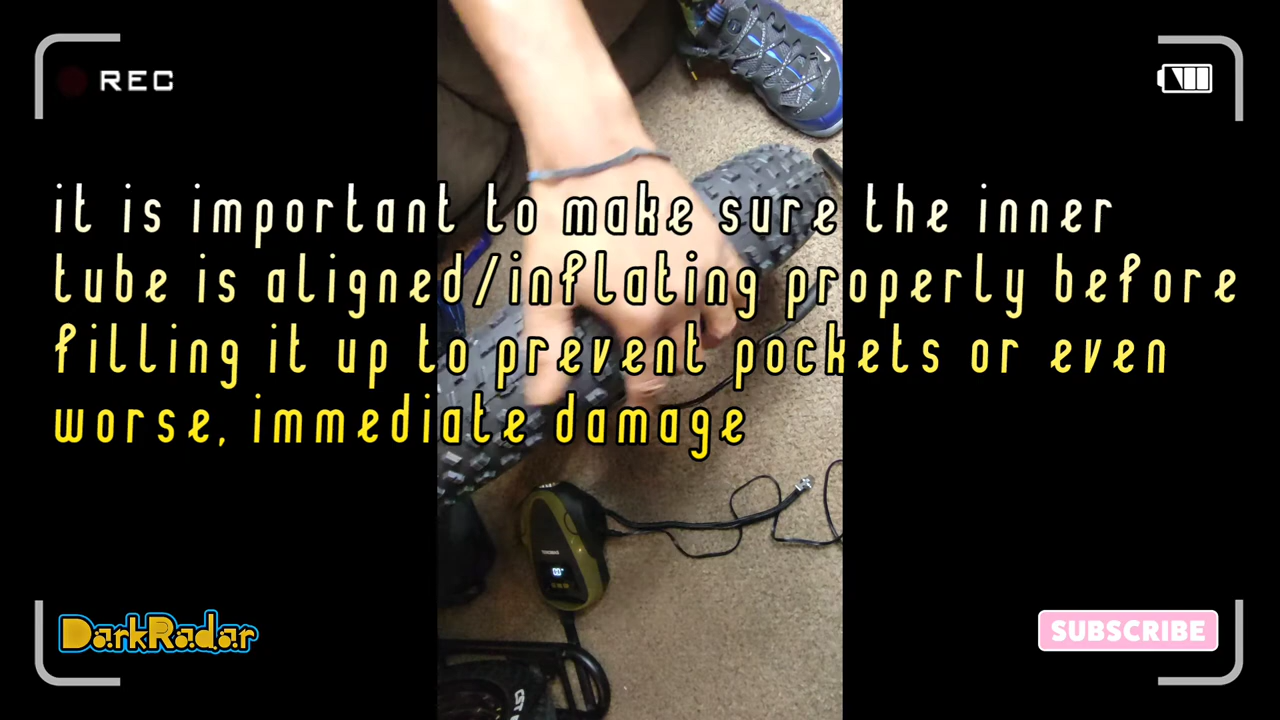 REC
it is important to make sure the inner
tube is aligned/inflating properly before
filling it up to prevent pockets or even
worse, immediate damage
DarkRadar
SUBSCRIBE